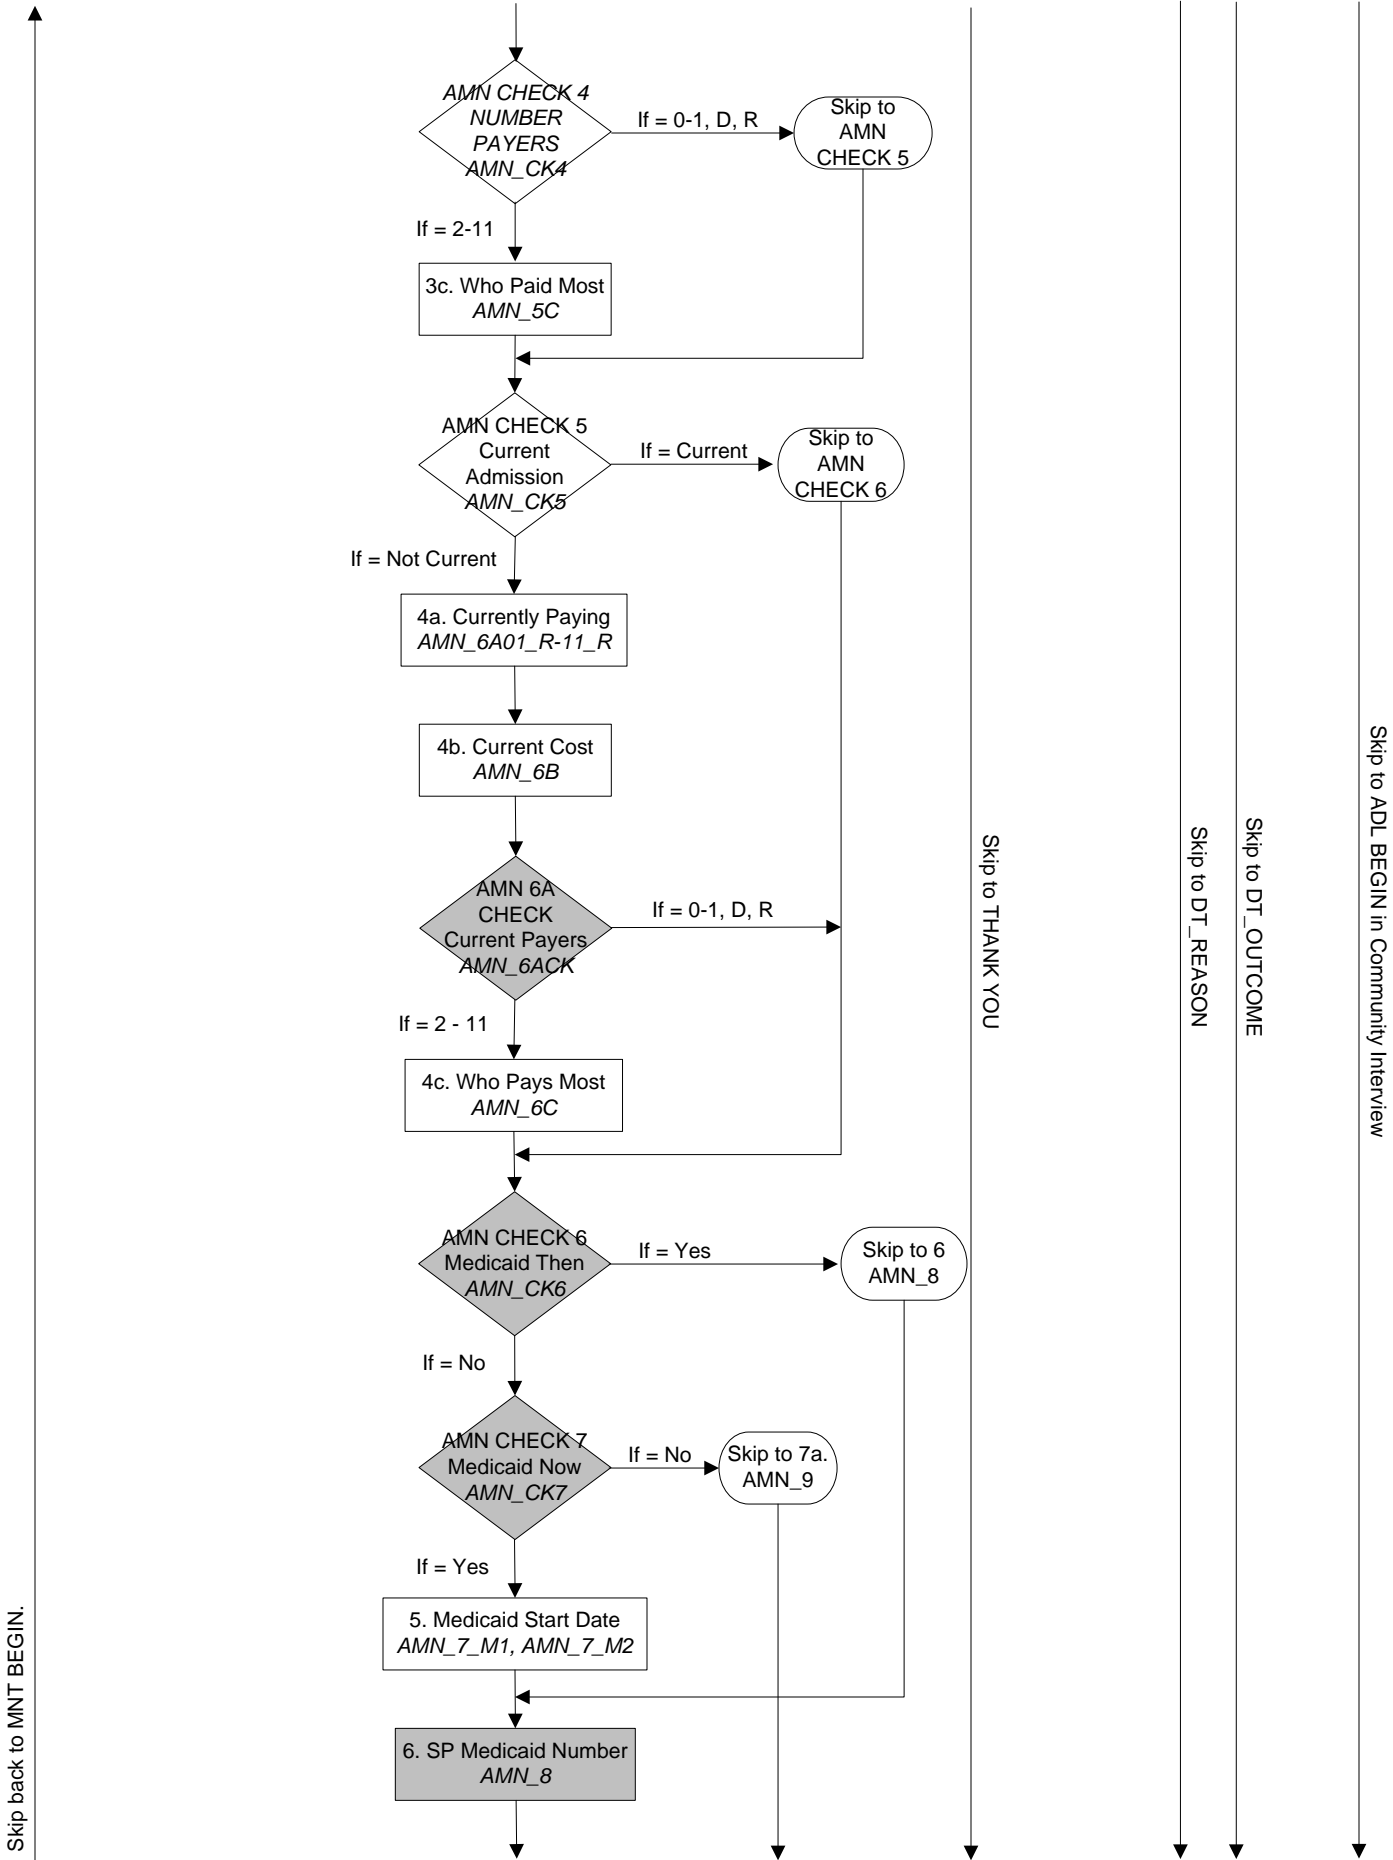 AMN CHECK 4
NUMBER
PAYERS
AMN_CK4
If = 0-1, D, R
Skip to
AMN
CHECK 5
If = 2-11
3c. Who Paid Most
AMN_5C
AMN CHECK 5
Current
Admission
AMN_CK5
If = Current
Skip to
AMN
CHECK 6
If = Not Current
4a. Currently Paying
AMN_6A01_R-11_R
4b. Current Cost
AMN_6B
AMN 6A
CHECK
Current Payers
AMN_6ACK
If = 0-1, D, R
If = 2 - 11
4c. Who Pays Most
AMN_6C
AMN CHECK 6
Medicaid Then
AMN_CK6
If = Yes
Skip to 6
AMN_8
If = No
AMN CHECK 7
Medicaid Now
AMN_CK7
If = No
Skip to 7a.
AMN_9
If = Yes
5. Medicaid Start Date
AMN_7_M1, AMN_7_M2
6. SP Medicaid Number
AMN_8
Skip back to MNT BEGIN.
Skip to THANK YOU
Skip to DT_REASON
Skip to DT_OUTCOME
Skip to ADL BEGIN in Community Interview